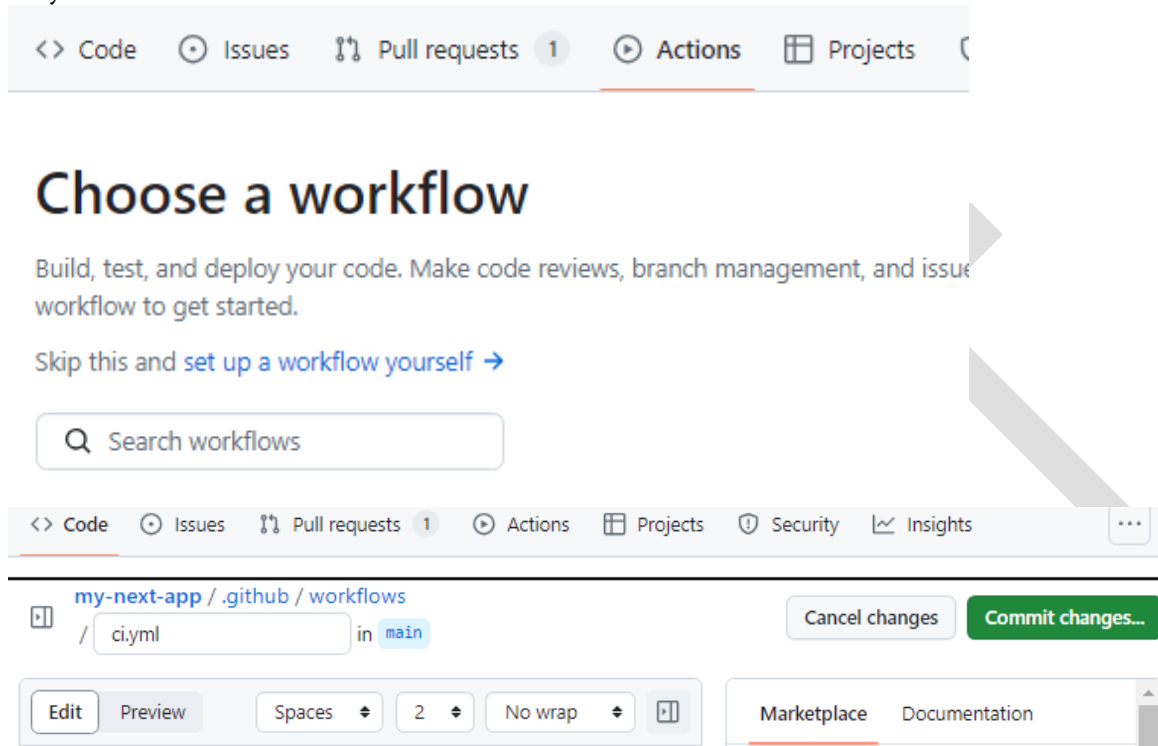 Code Issues Pull requests 1 Actions Projects
Choose a workflow
Build, test, and deploy your code. Make code reviews, branch management, and issue
workflow to get started.
Skip this and set up a workflow yourself →
Search workflows
Code Issues Pull requests 1 Actions Projects Security Insights ...
my-next-app / .github / workflows
/ ci.yml in main
Cancel changes Commit changes...
Edit Preview Spaces 2 No wrap
Marketplace Documentation